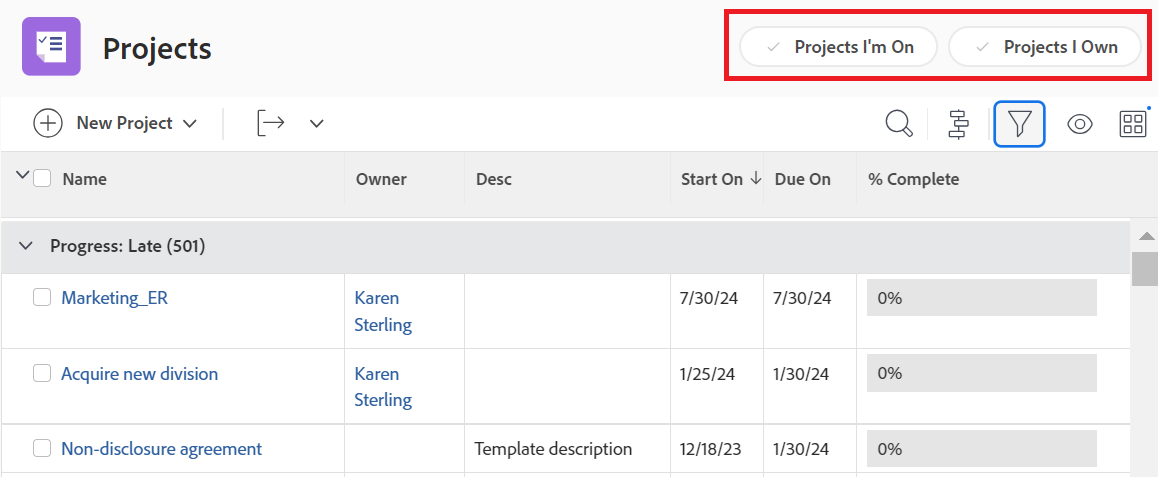 Projects
Projects I'm On
Projects I Own
New Project
Name Owner Desc Start On Due On % Complete
Progress: Late (501)
Marketing_ER Karen Sterling 7/30/24 7/30/24 0%
Acquire new division Karen Sterling 1/25/24 1/30/24 0%
Non-disclosure agreement Template description 12/18/23 1/30/24 0%